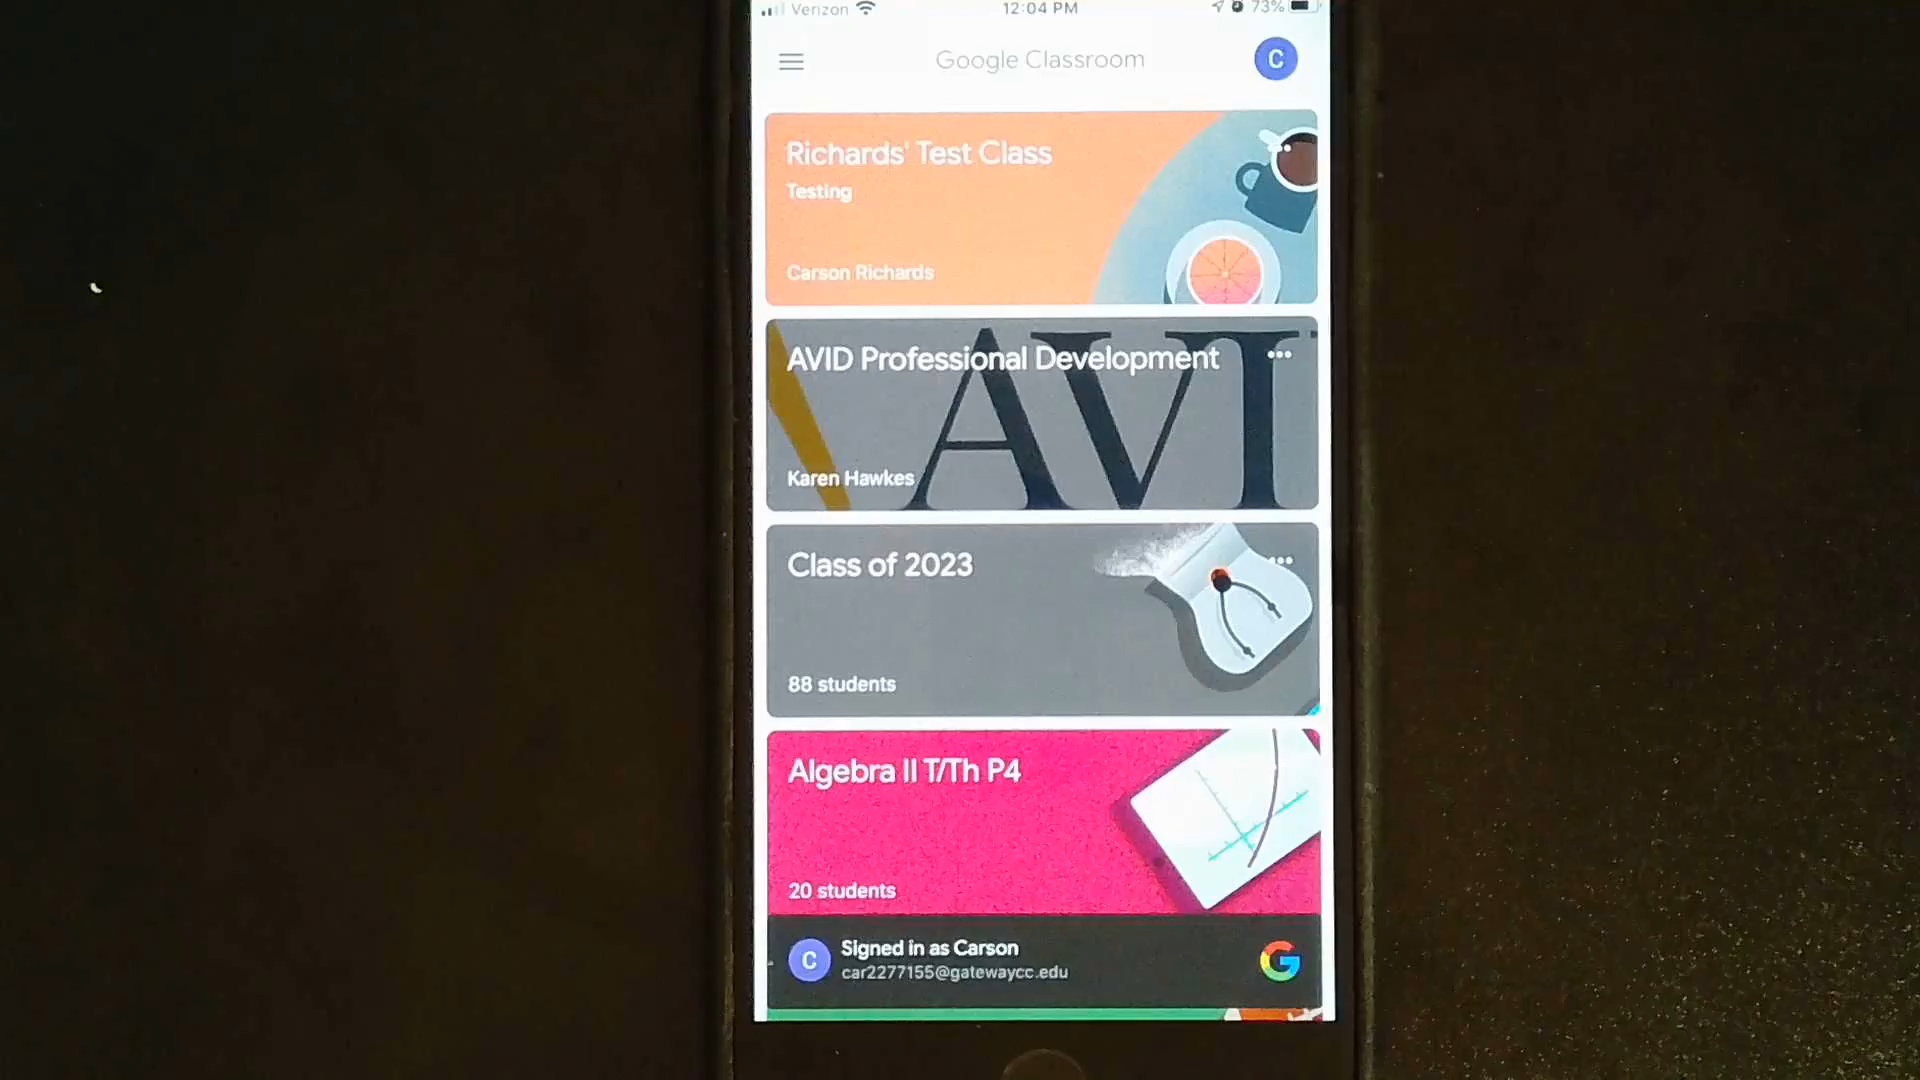 Verizon 12:04 PM 73%
Google Classroom C
Richards' Test Class
Testing
Carson Richards
AVID Professional Development
AVI
Karen Hawkes
Class of 2023
88 students
Algebra II T/Th P4
20 students
C Signed in as Carson G
car2277155@gatewaycc.edu